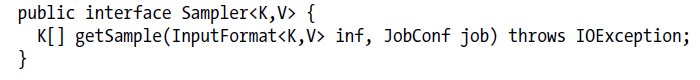 public interface Sampler<K,V> {
  K[] getSample(InputFormat<K,V> inf, JobConf job) throws IOException;
}